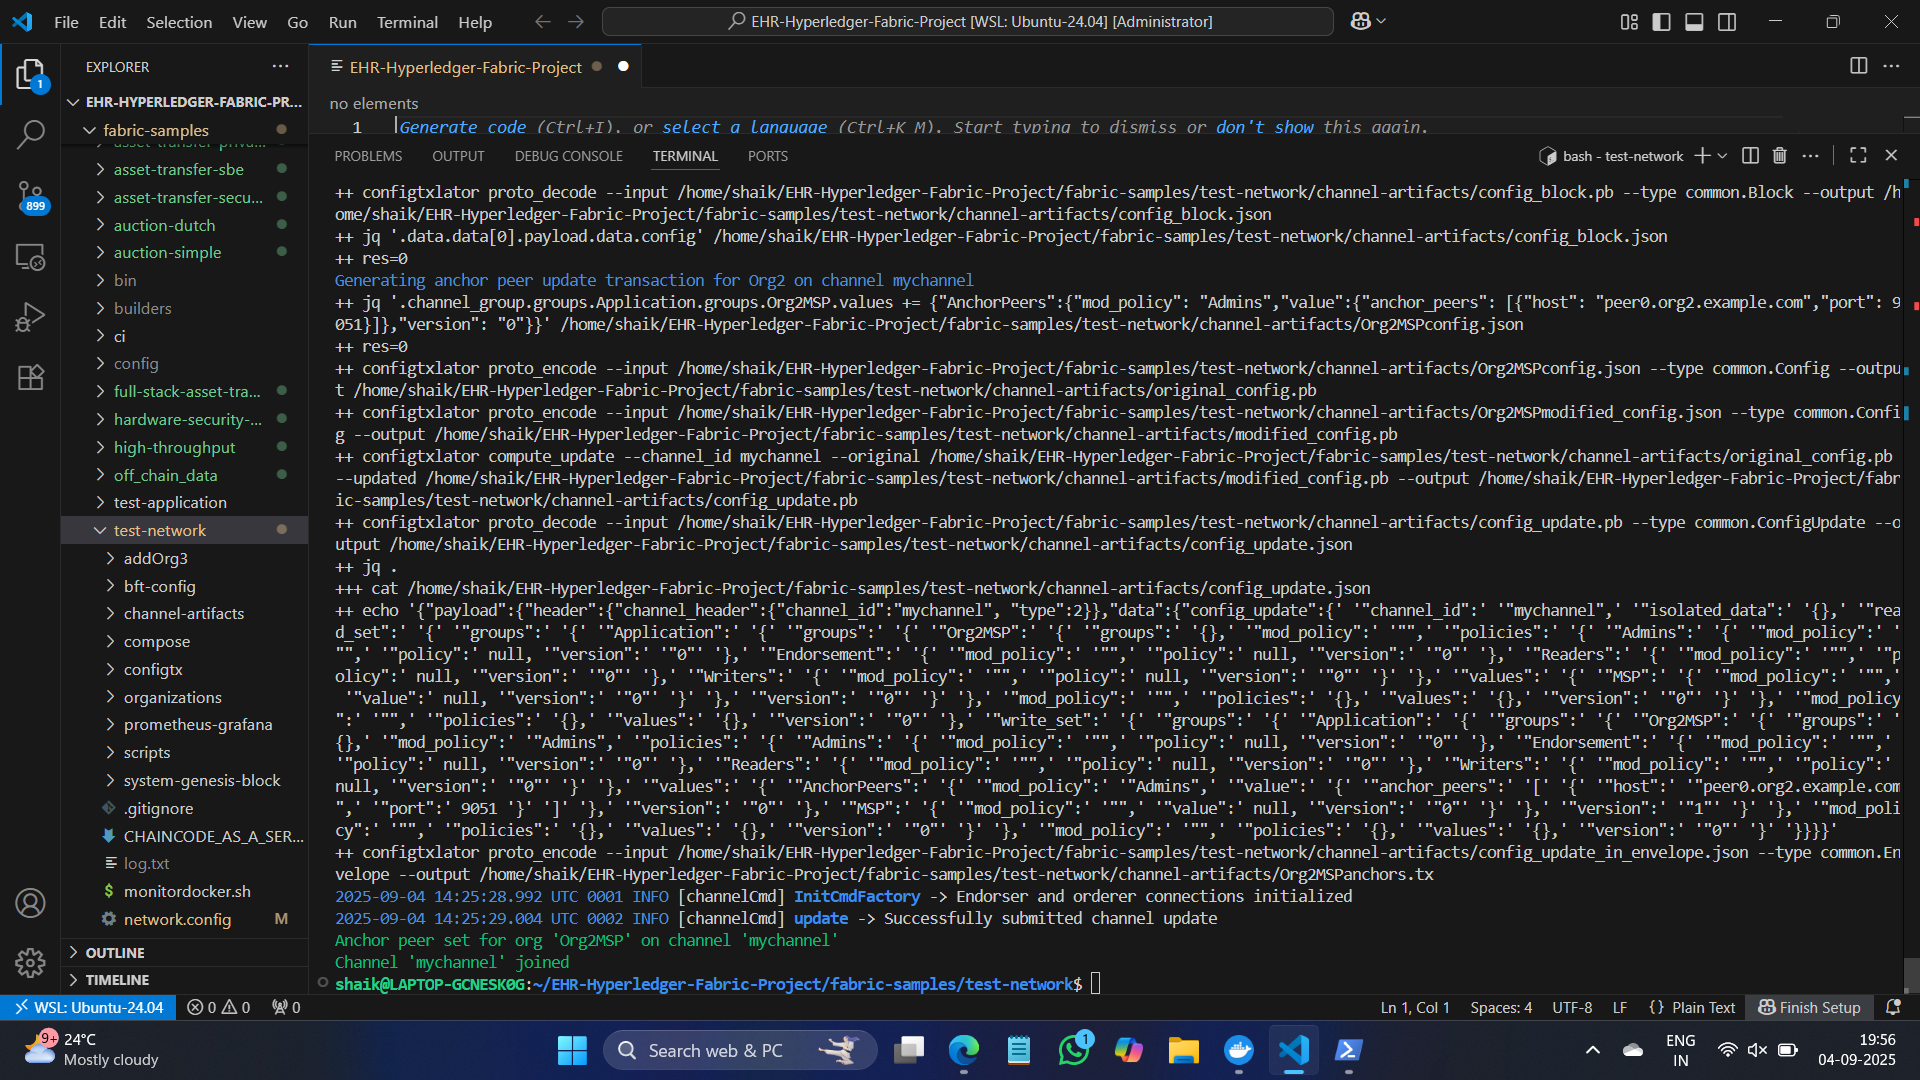 File Edit Selection View Go Run Terminal Help
EHR-Hyperledger-Fabric-Project [WSL: Ubuntu-24.04] [Administrator]
EXPLORER
EHR-HYPERLEDGER-FABRIC-PR...
fabric-samples
asset-transfer-priva...
asset-transfer-sbe
asset-transfer-secu...
auction-dutch
auction-simple
bin
builders
ci
config
full-stack-asset-tra...
hardware-security-...
high-throughput
off_chain_data
test-application
test-network
addOrg3
bft-config
channel-artifacts
compose
configtx
organizations
prometheus-grafana
scripts
system-genesis-block
.gitignore
CHAINCODE_AS_A_SER...
log.txt
monitordocker.sh
network.config M
OUTLINE
TIMELINE
1
899
EHR-Hyperledger-Fabric-Project
no elements
1 Generate code (Ctrl+I), or select a language (Ctrl+K M). Start typing to dismiss or don't show this again.
PROBLEMS OUTPUT DEBUG CONSOLE TERMINAL PORTS
bash - test-network
++ configtxlator proto_decode --input /home/shaik/EHR-Hyperledger-Fabric-Project/fabric-samples/test-network/channel-artifacts/config_block.pb --type common.Block --output /h
ome/shaik/EHR-Hyperledger-Fabric-Project/fabric-samples/test-network/channel-artifacts/config_block.json
++ jq '.data.data[0].payload.data.config' /home/shaik/EHR-Hyperledger-Fabric-Project/fabric-samples/test-network/channel-artifacts/config_block.json
++ res=0
Generating anchor peer update transaction for Org2 on channel mychannel
++ jq '.channel_group.groups.Application.groups.Org2MSP.values += {"AnchorPeers":{"mod_policy": "Admins","value":{"anchor_peers": [{"host": "peer0.org2.example.com","port": 9
051}]},"version": "0"}}' /home/shaik/EHR-Hyperledger-Fabric-Project/fabric-samples/test-network/channel-artifacts/Org2MSPconfig.json
++ res=0
++ configtxlator proto_encode --input /home/shaik/EHR-Hyperledger-Fabric-Project/fabric-samples/test-network/channel-artifacts/Org2MSPconfig.json --type common.Config --outpu
t /home/shaik/EHR-Hyperledger-Fabric-Project/fabric-samples/test-network/channel-artifacts/original_config.pb
++ configtxlator proto_encode --input /home/shaik/EHR-Hyperledger-Fabric-Project/fabric-samples/test-network/channel-artifacts/Org2MSPmodified_config.json --type common.Confi
g --output /home/shaik/EHR-Hyperledger-Fabric-Project/fabric-samples/test-network/channel-artifacts/modified_config.pb
++ configtxlator compute_update --channel_id mychannel --original /home/shaik/EHR-Hyperledger-Fabric-Project/fabric-samples/test-network/channel-artifacts/original_config.pb
--updated /home/shaik/EHR-Hyperledger-Fabric-Project/fabric-samples/test-network/channel-artifacts/modified_config.pb --output /home/shaik/EHR-Hyperledger-Fabric-Project/fabr
ic-samples/test-network/channel-artifacts/config_update.pb
++ configtxlator proto_decode --input /home/shaik/EHR-Hyperledger-Fabric-Project/fabric-samples/test-network/channel-artifacts/config_update.pb --type common.ConfigUpdate --o
utput /home/shaik/EHR-Hyperledger-Fabric-Project/fabric-samples/test-network/channel-artifacts/config_update.json
++ jq .
+++ cat /home/shaik/EHR-Hyperledger-Fabric-Project/fabric-samples/test-network/channel-artifacts/config_update.json
++ echo '{"payload":{"header":{"channel_header":{"channel_id":"mychannel", "type":2}},"data":{"config_update":{' '"channel_id":' '"mychannel",' '"isolated_data":' '{},' '"rea
d_set":' '{' '"groups":' '{' '"Application":' '{' '"groups":' '{' '"Org2MSP":' '{' '"groups":' '{},' '"mod_policy":' '"",' '"policies":' '{' '"Admins":' '{' '"mod_policy":' '
"",' '"policy":' null, '"version":' '"0"' '},' '"Endorsement":' '{' '"mod_policy":' '"",' '"policy":' null, '"version":' '"0"' '},' '"Readers":' '{' '"mod_policy":' '"",' '"p
olicy":' null, '"version":' '"0"' '},' '"Writers":' '{' '"mod_policy":' '"",' '"policy":' null, '"version":' '"0"' '}' '},' '"values":' '{' '"MSP":' '{' '"mod_policy":' '"",'
'"value":' null, '"version":' '"0"' '}' '},' '"version":' '"0"' '}' '},' '"mod_policy":' '"",' '"policies":' '{},' '"values":' '{},' '"version":' '"0"' '}' '},' '"mod_policy
":' '"",' '"policies":' '{},' '"values":' '{},' '"version":' '"0"' '},' '"write_set":' '{' '"groups":' '{' '"Application":' '{' '"groups":' '{' '"Org2MSP":' '{' '"groups":' '
{},' '"mod_policy":' '"Admins",' '"policies":' '{' '"Admins":' '{' '"mod_policy":' '"",' '"policy":' null, '"version":' '"0"' '},' '"Endorsement":' '{' '"mod_policy":' '"",'
'"policy":' null, '"version":' '"0"' '},' '"Readers":' '{' '"mod_policy":' '"",' '"policy":' null, '"version":' '"0"' '},' '"Writers":' '{' '"mod_policy":' '"",' '"policy":'
null, '"version":' '"0"' '}' '},' '"values":' '{' '"AnchorPeers":' '{' '"mod_policy":' '"Admins",' '"value":' '{' '"anchor_peers":' '[' '{' '"host":' '"peer0.org2.example.com
",' '"port":' 9051 '}' ']' '},' '"version":' '"0"' '},' '"MSP":' '{' '"mod_policy":' '"",' '"value":' null, '"version":' '"0"' '}' '},' '"version":' '"1"' '}' '},' '"mod_poli
cy":' '"",' '"policies":' '{},' '"values":' '{},' '"version":' '"0"' '}' '},' '"mod_policy":' '"",' '"policies":' '{},' '"values":' '{},' '"version":' '"0"' '}' '}}}}'
++ configtxlator proto_encode --input /home/shaik/EHR-Hyperledger-Fabric-Project/fabric-samples/test-network/channel-artifacts/config_update_in_envelope.json --type common.En
velope --output /home/shaik/EHR-Hyperledger-Fabric-Project/fabric-samples/test-network/channel-artifacts/Org2MSPanchors.tx
2025-09-04 14:25:28.992 UTC 0001 INFO [channelCmd] InitCmdFactory -> Endorser and orderer connections initialized
2025-09-04 14:25:29.004 UTC 0002 INFO [channelCmd] update -> Successfully submitted channel update
Anchor peer set for org 'Org2MSP' on channel 'mychannel'
Channel 'mychannel' joined
shaik@LAPTOP-GCNESK0G:~/EHR-Hyperledger-Fabric-Project/fabric-samples/test-network$
WSL: Ubuntu-24.04 0 0 0 Ln 1, Col 1 Spaces: 4 UTF-8 LF {} Plain Text Finish Setup
9+
24°C
Mostly cloudy
Search web & PC
1
ENG
IN
19:56
04-09-2025